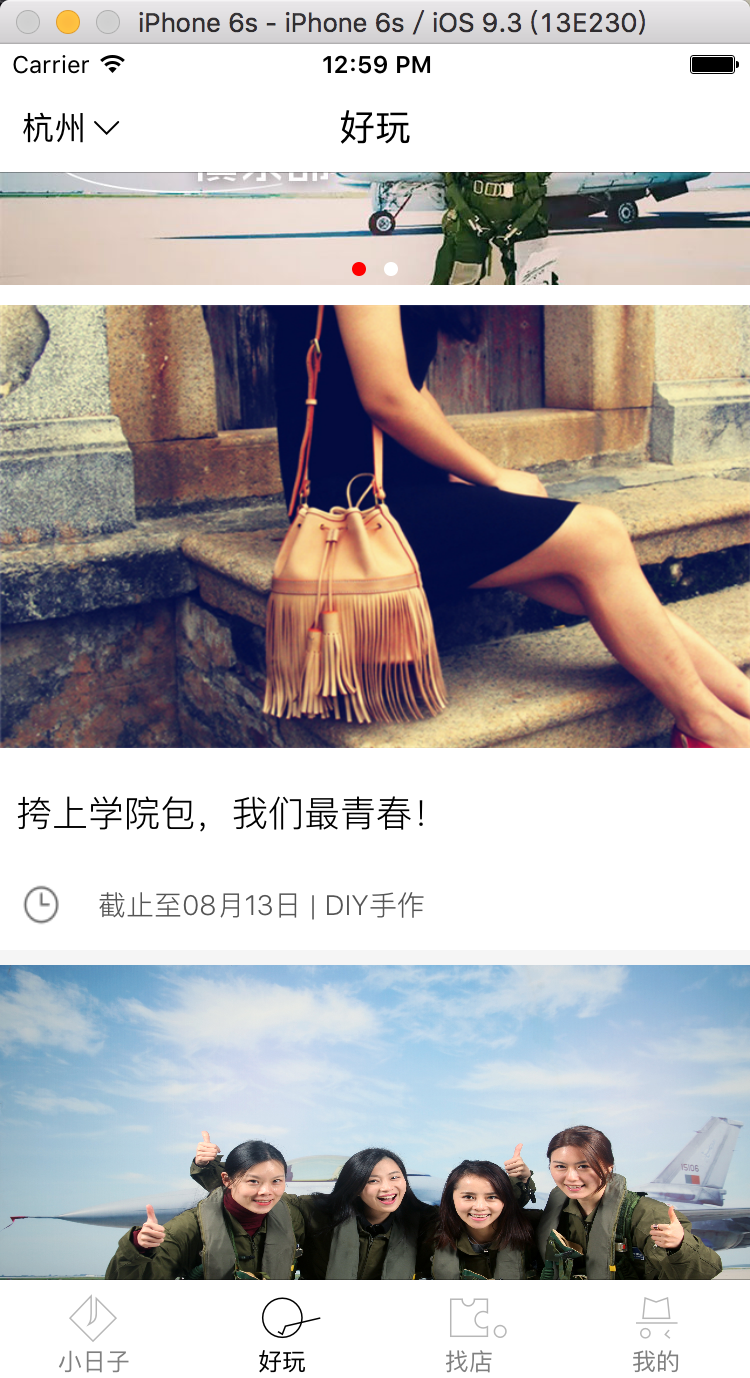 iPhone 6s - iPhone 6s / iOS 9.3 (13E230)
Carrier 12:59 PM
杭州 好玩
挎上学院包，我们最青春！
截止至08月13日 | DIY手作
15106
小日子 好玩 找店 我的